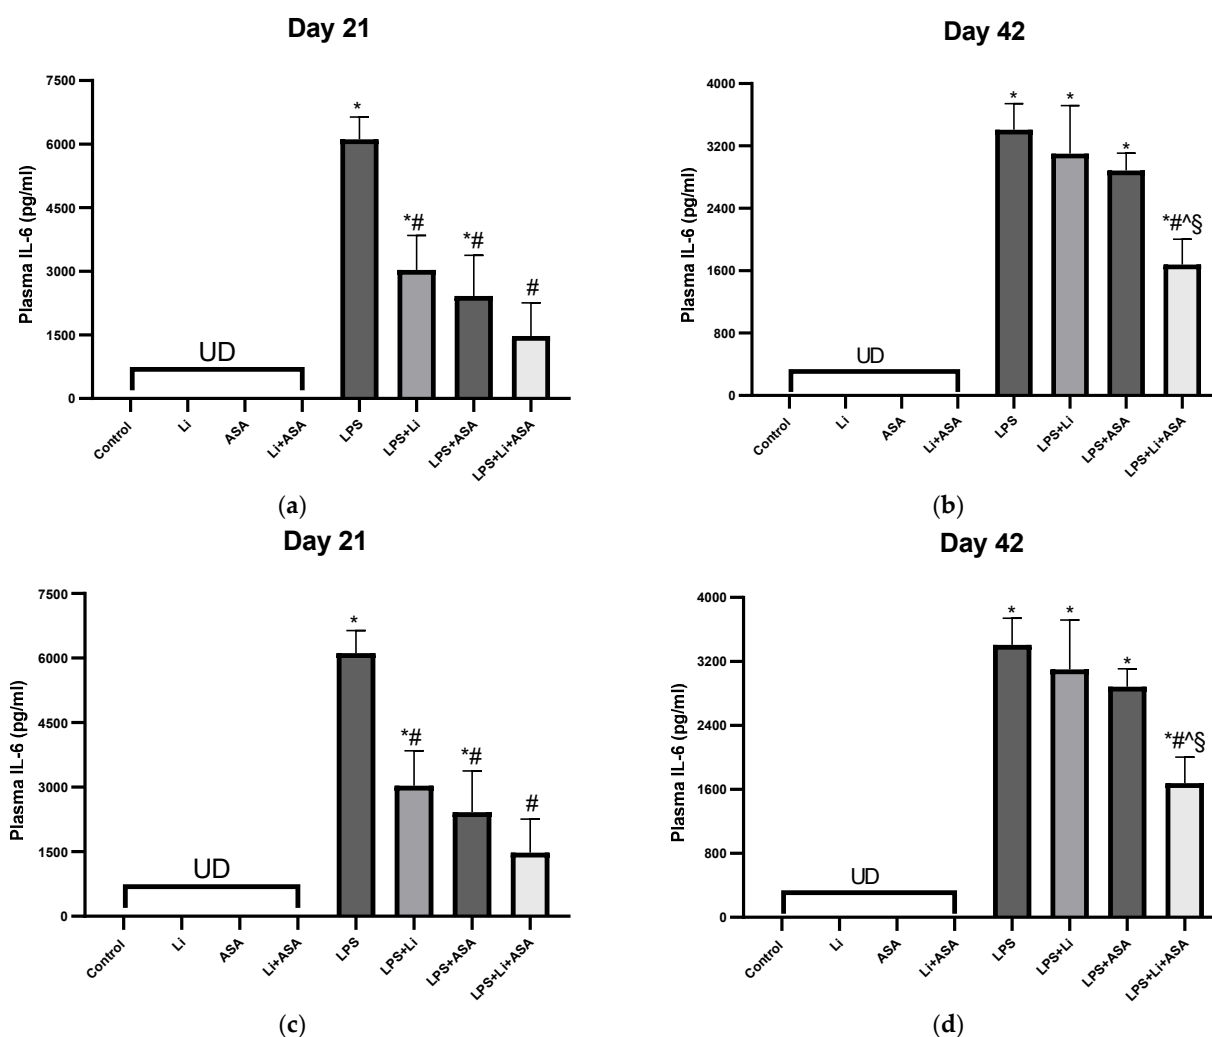 Day 21
Plasma IL-6 (pg/ml)
7500
6000
4500
3000
1500
0
*
*#
*#
#
UD
Control
Li
ASA
Li+ASA
LPS
LPS+Li
LPS+ASA
LPS+Li+ASA
(a)
Day 42
Plasma IL-6 (pg/ml)
4000
3200
2400
1600
800
0
*
*
*
*#^§
UD
Control
Li
ASA
Li+ASA
LPS
LPS+Li
LPS+ASA
LPS+Li+ASA
(b)
Day 21
Plasma IL-6 (pg/ml)
7500
6000
4500
3000
1500
0
*
*#
*#
#
UD
Control
Li
ASA
Li+ASA
LPS
LPS+Li
LPS+ASA
LPS+Li+ASA
(c)
Day 42
Plasma IL-6 (pg/ml)
4000
3200
2400
1600
800
0
*
*
*
*#^§
UD
Control
Li
ASA
Li+ASA
LPS
LPS+Li
LPS+ASA
LPS+Li+ASA
(d)